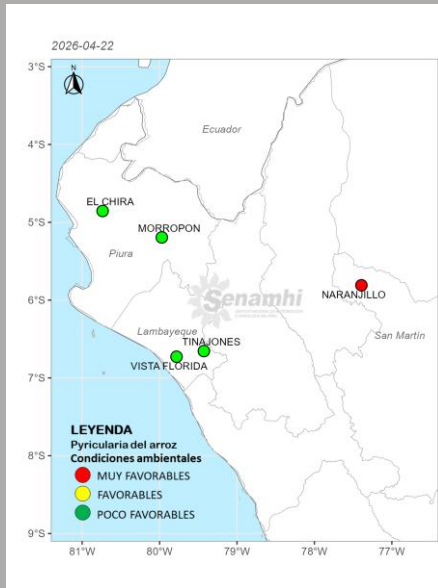 2026-04-22
N
3°S
4°S
5°S
6°S
7°S
8°S
9°S
Ecuador
EL CHIRA
MORROPON
Piura
NARANJILLO
Senamhi
San Martín
Lambayeque
TINAJONES
VISTA FLORIDA
LEYENDA
Pyricularia del arroz
Condiciones ambientales
MUY FAVORABLES
FAVORABLES
POCO FAVORABLES
81°W
80°W
79°W
78°W
77°W